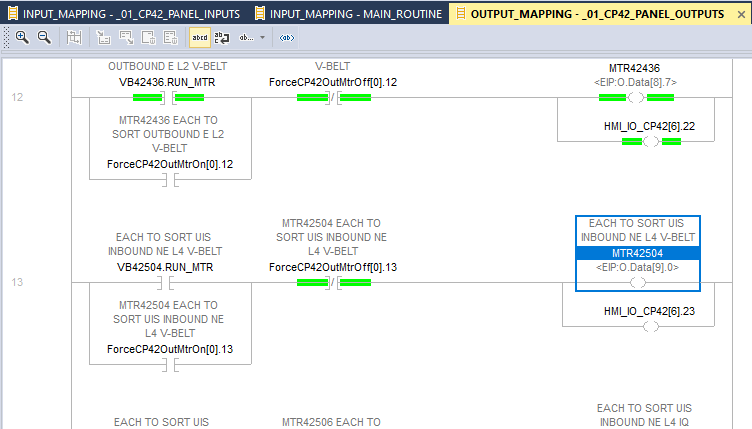 INPUT_MAPPING - _01_CP42_PANEL_INPUTS
INPUT_MAPPING - MAIN_ROUTINE
OUTPUT_MAPPING - _01_CP42_PANEL_OUTPUTS
abcd
abc
ab...
<ab>
12
OUTBOUND E L2 V-BELT
VB42436.RUN_MTR
V-BELT
ForceCP42OutMtrOff[0].12
MTR42436
<EIP:O.Data[8].7>
HMI_IO_CP42[6].22
MTR42436 EACH TO
SORT OUTBOUND E L2
V-BELT
ForceCP42OutMtrOn[0].12
13
EACH TO SORT UIS
INBOUND NE L4 V-BELT
VB42504.RUN_MTR
MTR42504 EACH TO
SORT UIS INBOUND NE
L4 V-BELT
ForceCP42OutMtrOff[0].13
EACH TO SORT UIS
INBOUND NE L4 V-BELT
MTR42504
<EIP:O.Data[9].0>
HMI_IO_CP42[6].23
MTR42504 EACH TO
SORT UIS INBOUND NE
L4 V-BELT
ForceCP42OutMtrOn[0].13
EACH TO SORT UIS
MTR42506 EACH TO
EACH TO SORT UIS
INBOUND NE L4 IQ